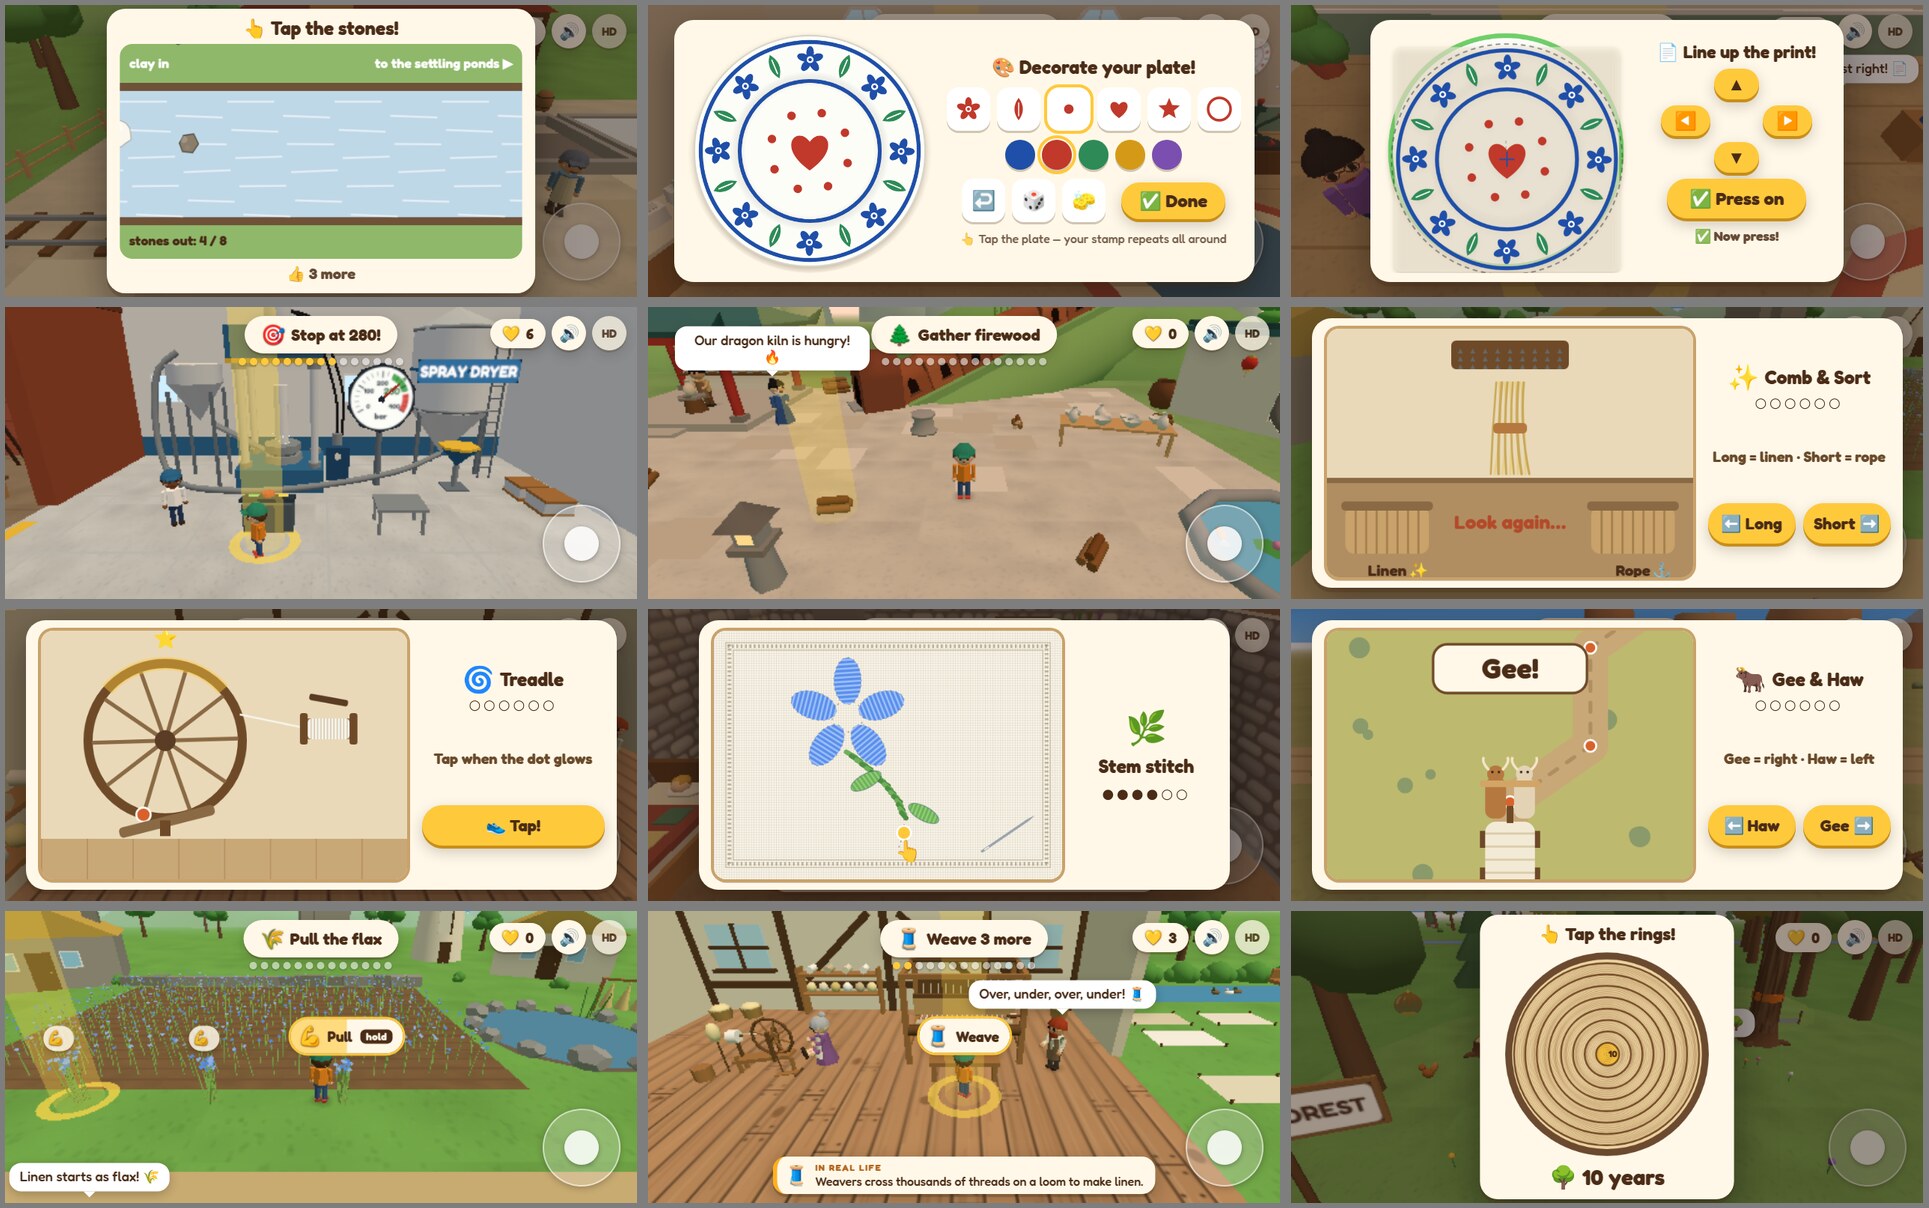 Tap the stones!
HD
clay in
to the settling ponds ▶
stones out: 4 / 8
3 more
Decorate your plate!
Done
Tap the plate — your stamp repeats all around
Line up the print!
st right!
HD
Press on
Now press!
Stop at 280!
6
HD
SPRAY DRYER
bar
Our dragon kiln is hungry!
Gather firewood
0
HD
Comb & Sort
Long = linen · Short = rope
Look again...
Long
Short
Linen
Rope
Treadle
Tap when the dot glows
Tap!
HD
Stem stitch
Gee!
Gee & Haw
Gee = right · Haw = left
Haw
Gee
Pull the flax
0
HD
Pull hold
Linen starts as flax!
Weave 3 more
3
HD
Over, under, over, under!
Weave
IN REAL LIFE
Weavers cross thousands of threads on a loom to make linen.
Tap the rings!
0
HD
OREST
10
10 years